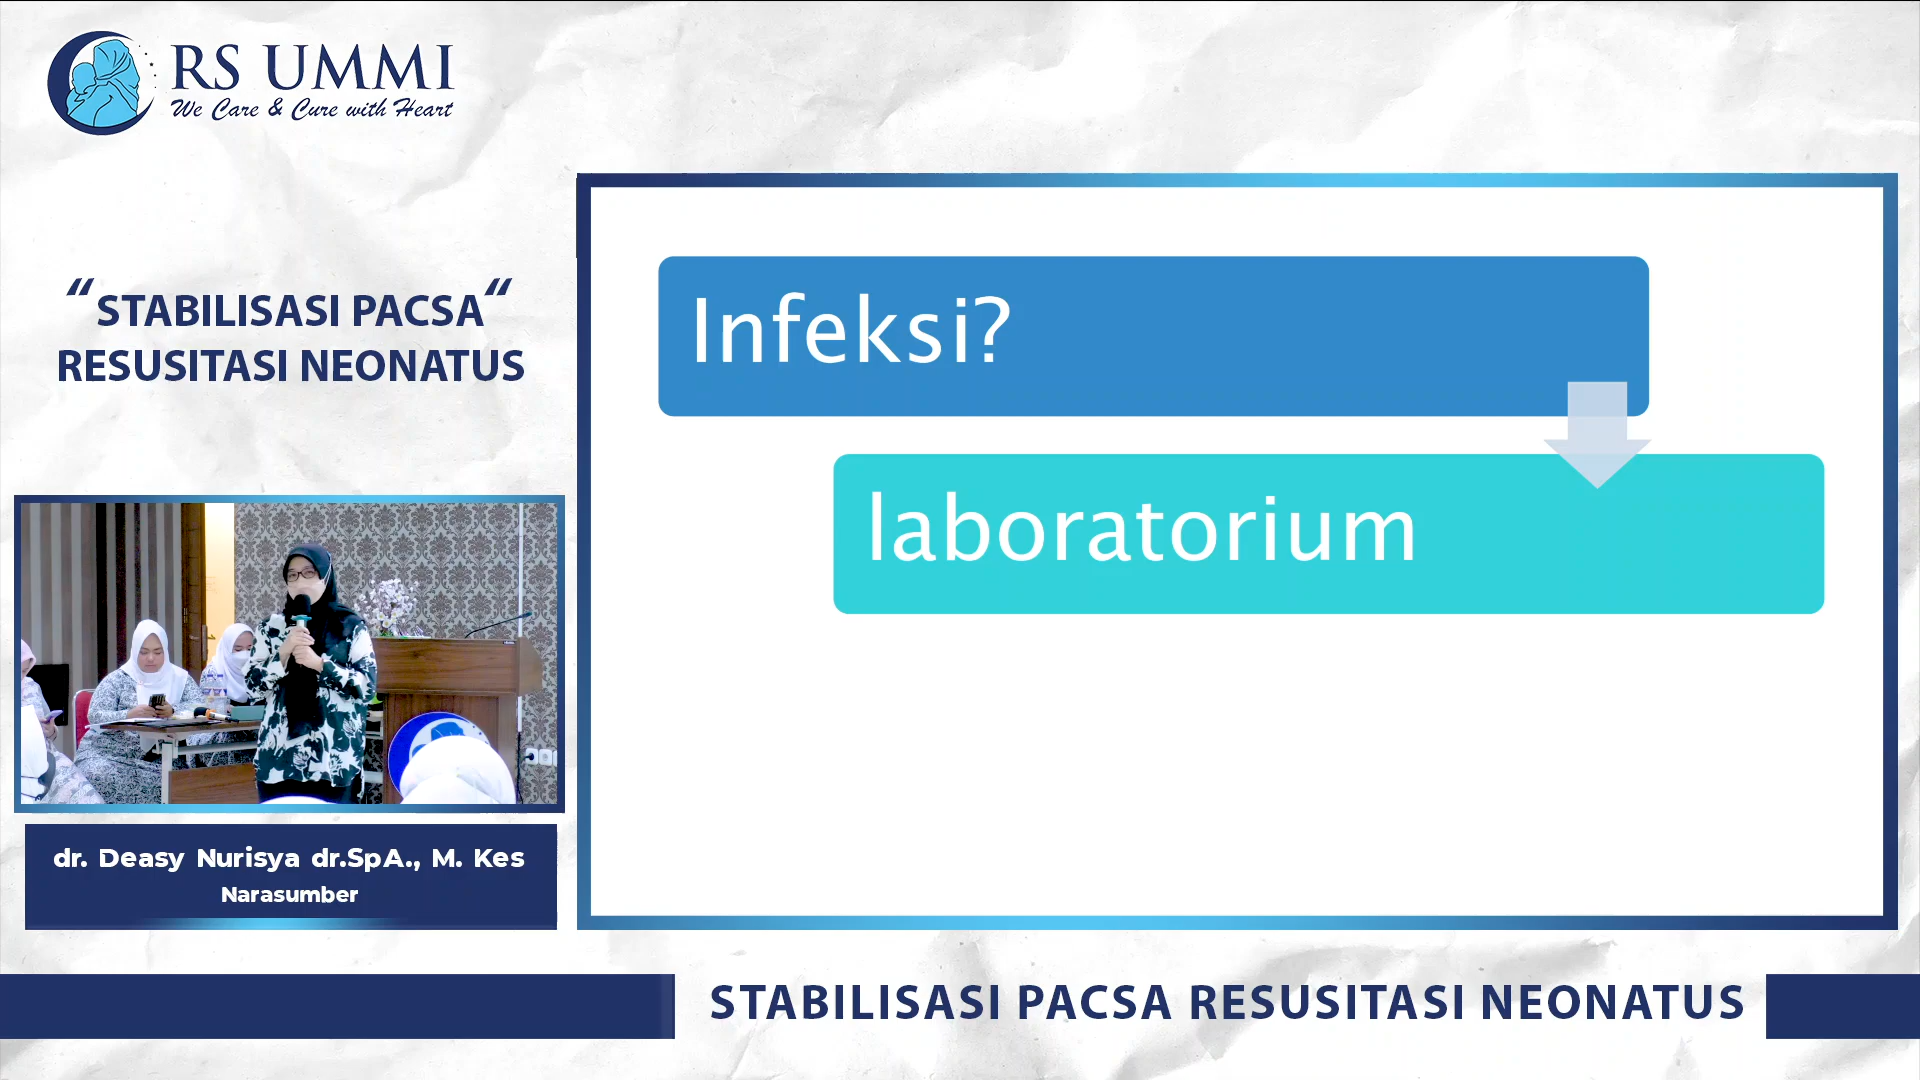 RS UMMI
We Care & Cure with Heart
“STABILISASI PACSA“
RESUSITASI NEONATUS
Infeksi?
laboratorium
dr. Deasy Nurisya dr.SpA., M. Kes
Narasumber
STABILISASI PACSA RESUSITASI NEONATUS